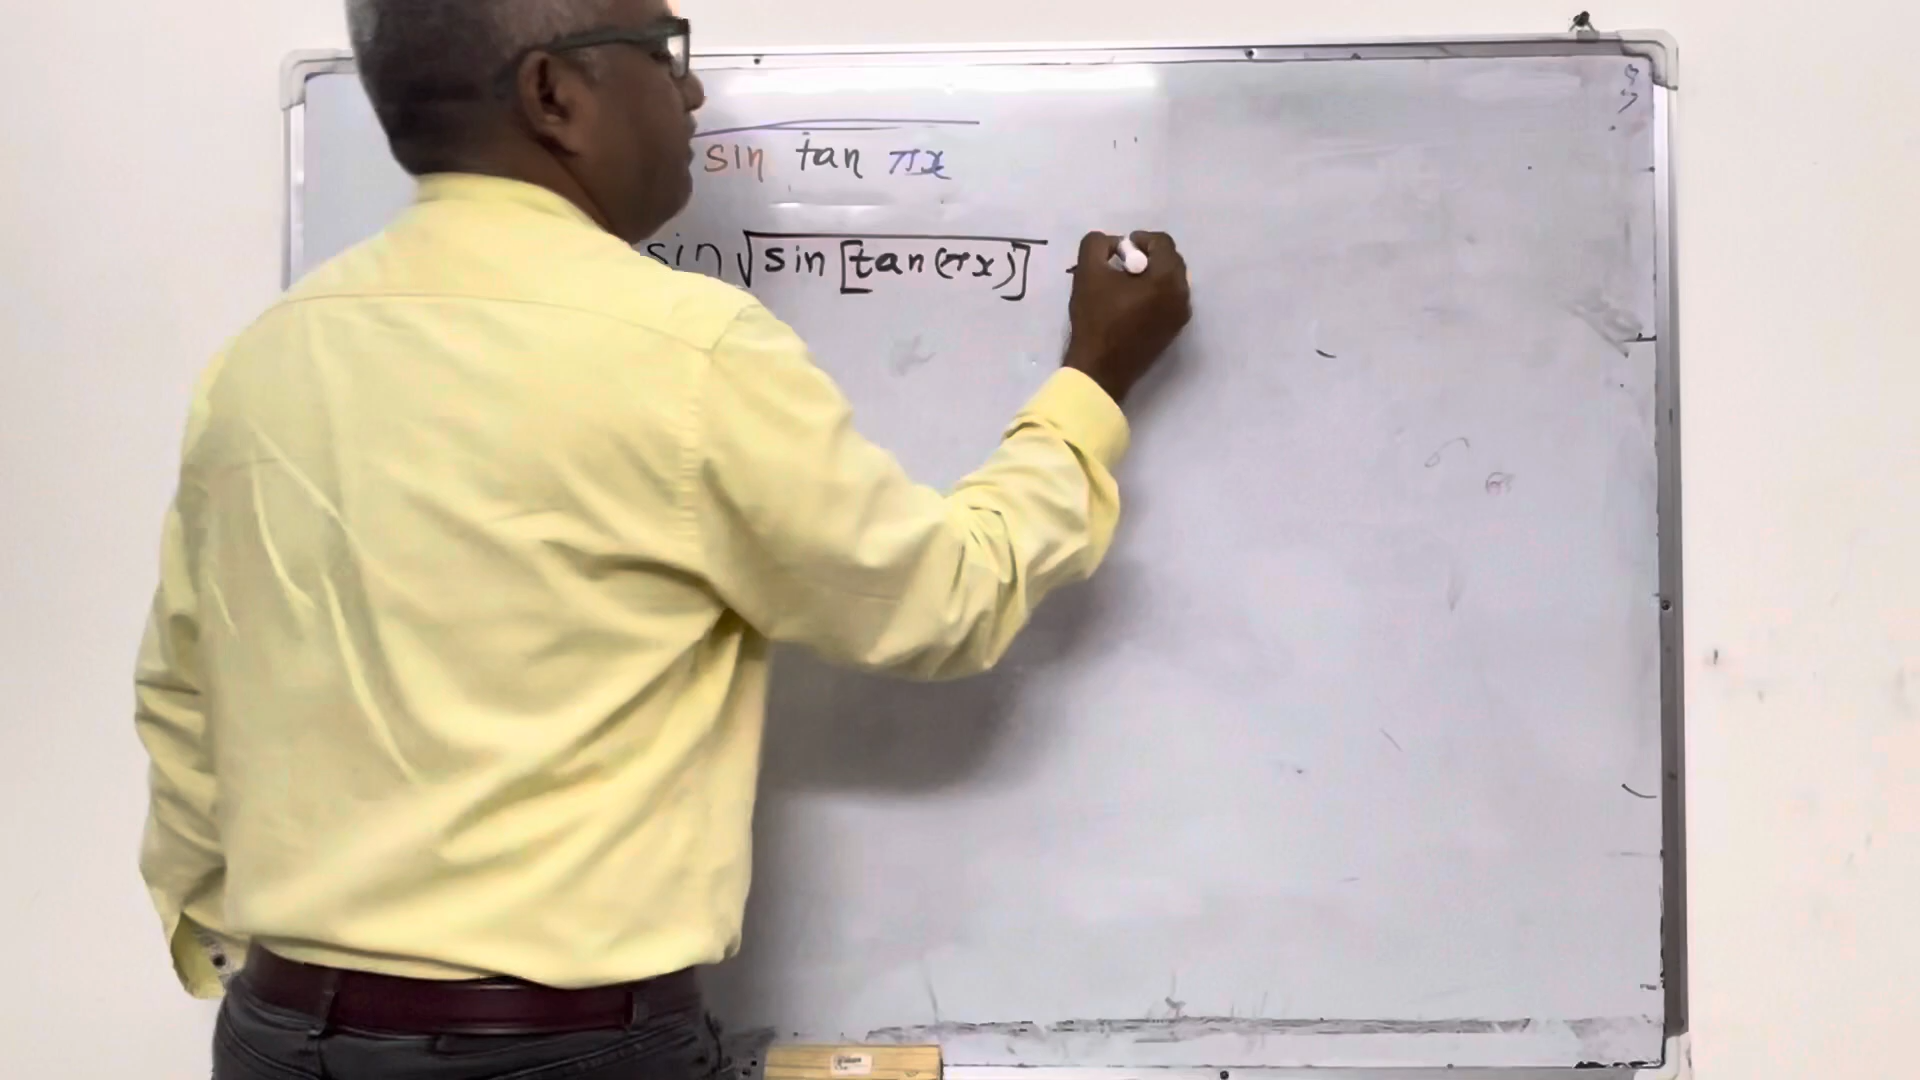 sin tan πx
sin √sin [tan(πx)]